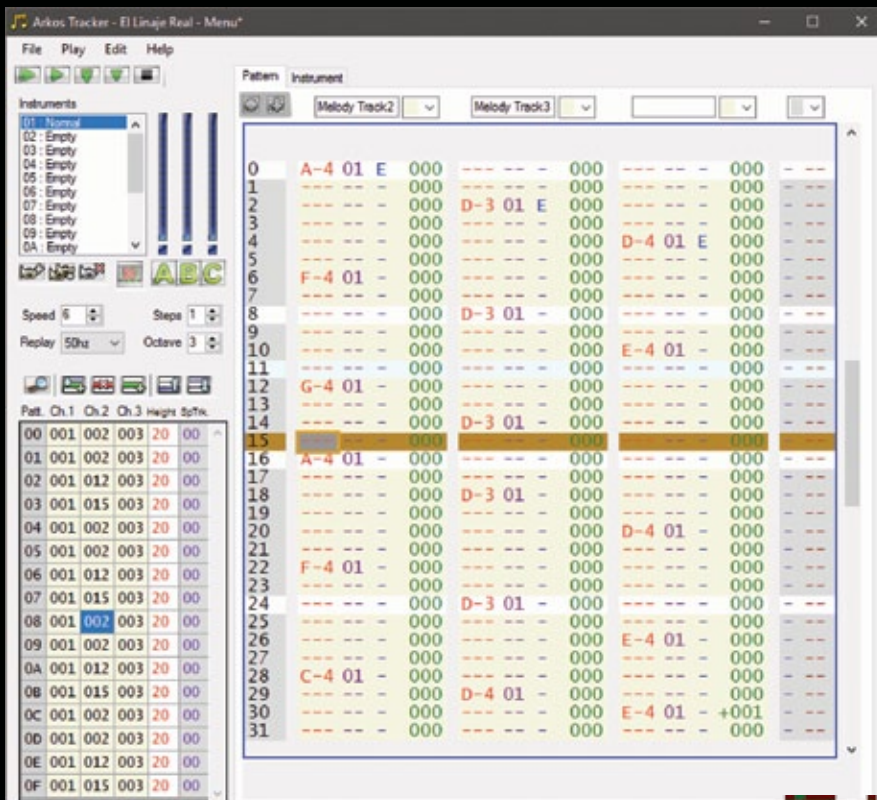 Arkos Tracker - El Linaje Real - Menu*
File Play Edit Help
Pattern Instrument
Instruments
Melody Track2 Melody Track3
01 : Normal
02 : Empty
03 : Empty
04 : Empty
05 : Empty
06 : Empty
07 : Empty
08 : Empty
09 : Empty
0A : Empty
A B C
Speed 6 Steps 1
Replay 50hz Octave 3
Patt. Ch.1 Ch.2 Ch.3 Height SpTrk.
00 001 002 003 20 00
01 001 002 003 20 00
02 001 012 003 20 00
03 001 015 003 20 00
04 001 002 003 20 00
05 001 002 003 20 00
06 001 012 003 20 00
07 001 015 003 20 00
08 001 002 003 20 00
09 001 002 003 20 00
0A 001 012 003 20 00
0B 001 015 003 20 00
0C 001 002 003 20 00
0D 001 002 003 20 00
0E 001 012 003 20 00
0F 001 015 003 20 00
0 A-4 01 E 000 --- -- - 000 --- -- - 000 - --
1 --- -- - 000 --- -- - 000 --- -- - 000 - --
2 --- -- - 000 D-3 01 E 000 --- -- - 000 - --
3 --- -- - 000 --- -- - 000 --- -- - 000 - --
4 --- -- - 000 --- -- - 000 D-4 01 E 000 - --
5 --- -- - 000 --- -- - 000 --- -- - 000 - --
6 F-4 01 - 000 --- -- - 000 --- -- - 000 - --
7 --- -- - 000 --- -- - 000 --- -- - 000 - --
8 --- -- - 000 D-3 01 - 000 --- -- - 000 - --
9 --- -- - 000 --- -- - 000 --- -- - 000 - --
10 --- -- - 000 --- -- - 000 E-4 01 - 000 - --
11 --- -- - 000 --- -- - 000 --- -- - 000 - --
12 G-4 01 - 000 --- -- - 000 --- -- - 000 - --
13 --- -- - 000 --- -- - 000 --- -- - 000 - --
14 --- -- - 000 D-3 01 - 000 --- -- - 000 - --
15 --- -- - 000 --- -- - 000 --- -- - 000 - --
16 A-4 01 - 000 --- -- - 000 --- -- - 000 - --
17 --- -- - 000 --- -- - 000 --- -- - 000 - --
18 --- -- - 000 D-3 01 - 000 --- -- - 000 - --
19 --- -- - 000 --- -- - 000 --- -- - 000 - --
20 --- -- - 000 --- -- - 000 D-4 01 - 000 - --
21 --- -- - 000 --- -- - 000 --- -- - 000 - --
22 F-4 01 - 000 --- -- - 000 --- -- - 000 - --
23 --- -- - 000 --- -- - 000 --- -- - 000 - --
24 --- -- - 000 D-3 01 - 000 --- -- - 000 - --
25 --- -- - 000 --- -- - 000 --- -- - 000 - --
26 --- -- - 000 --- -- - 000 E-4 01 - 000 - --
27 --- -- - 000 --- -- - 000 --- -- - 000 - --
28 C-4 01 - 000 --- -- - 000 --- -- - 000 - --
29 --- -- - 000 D-4 01 - 000 --- -- - 000 - --
30 --- -- - 000 --- -- - 000 E-4 01 - +001 - --
31 --- -- - 000 --- -- - 000 --- -- - 000 - --